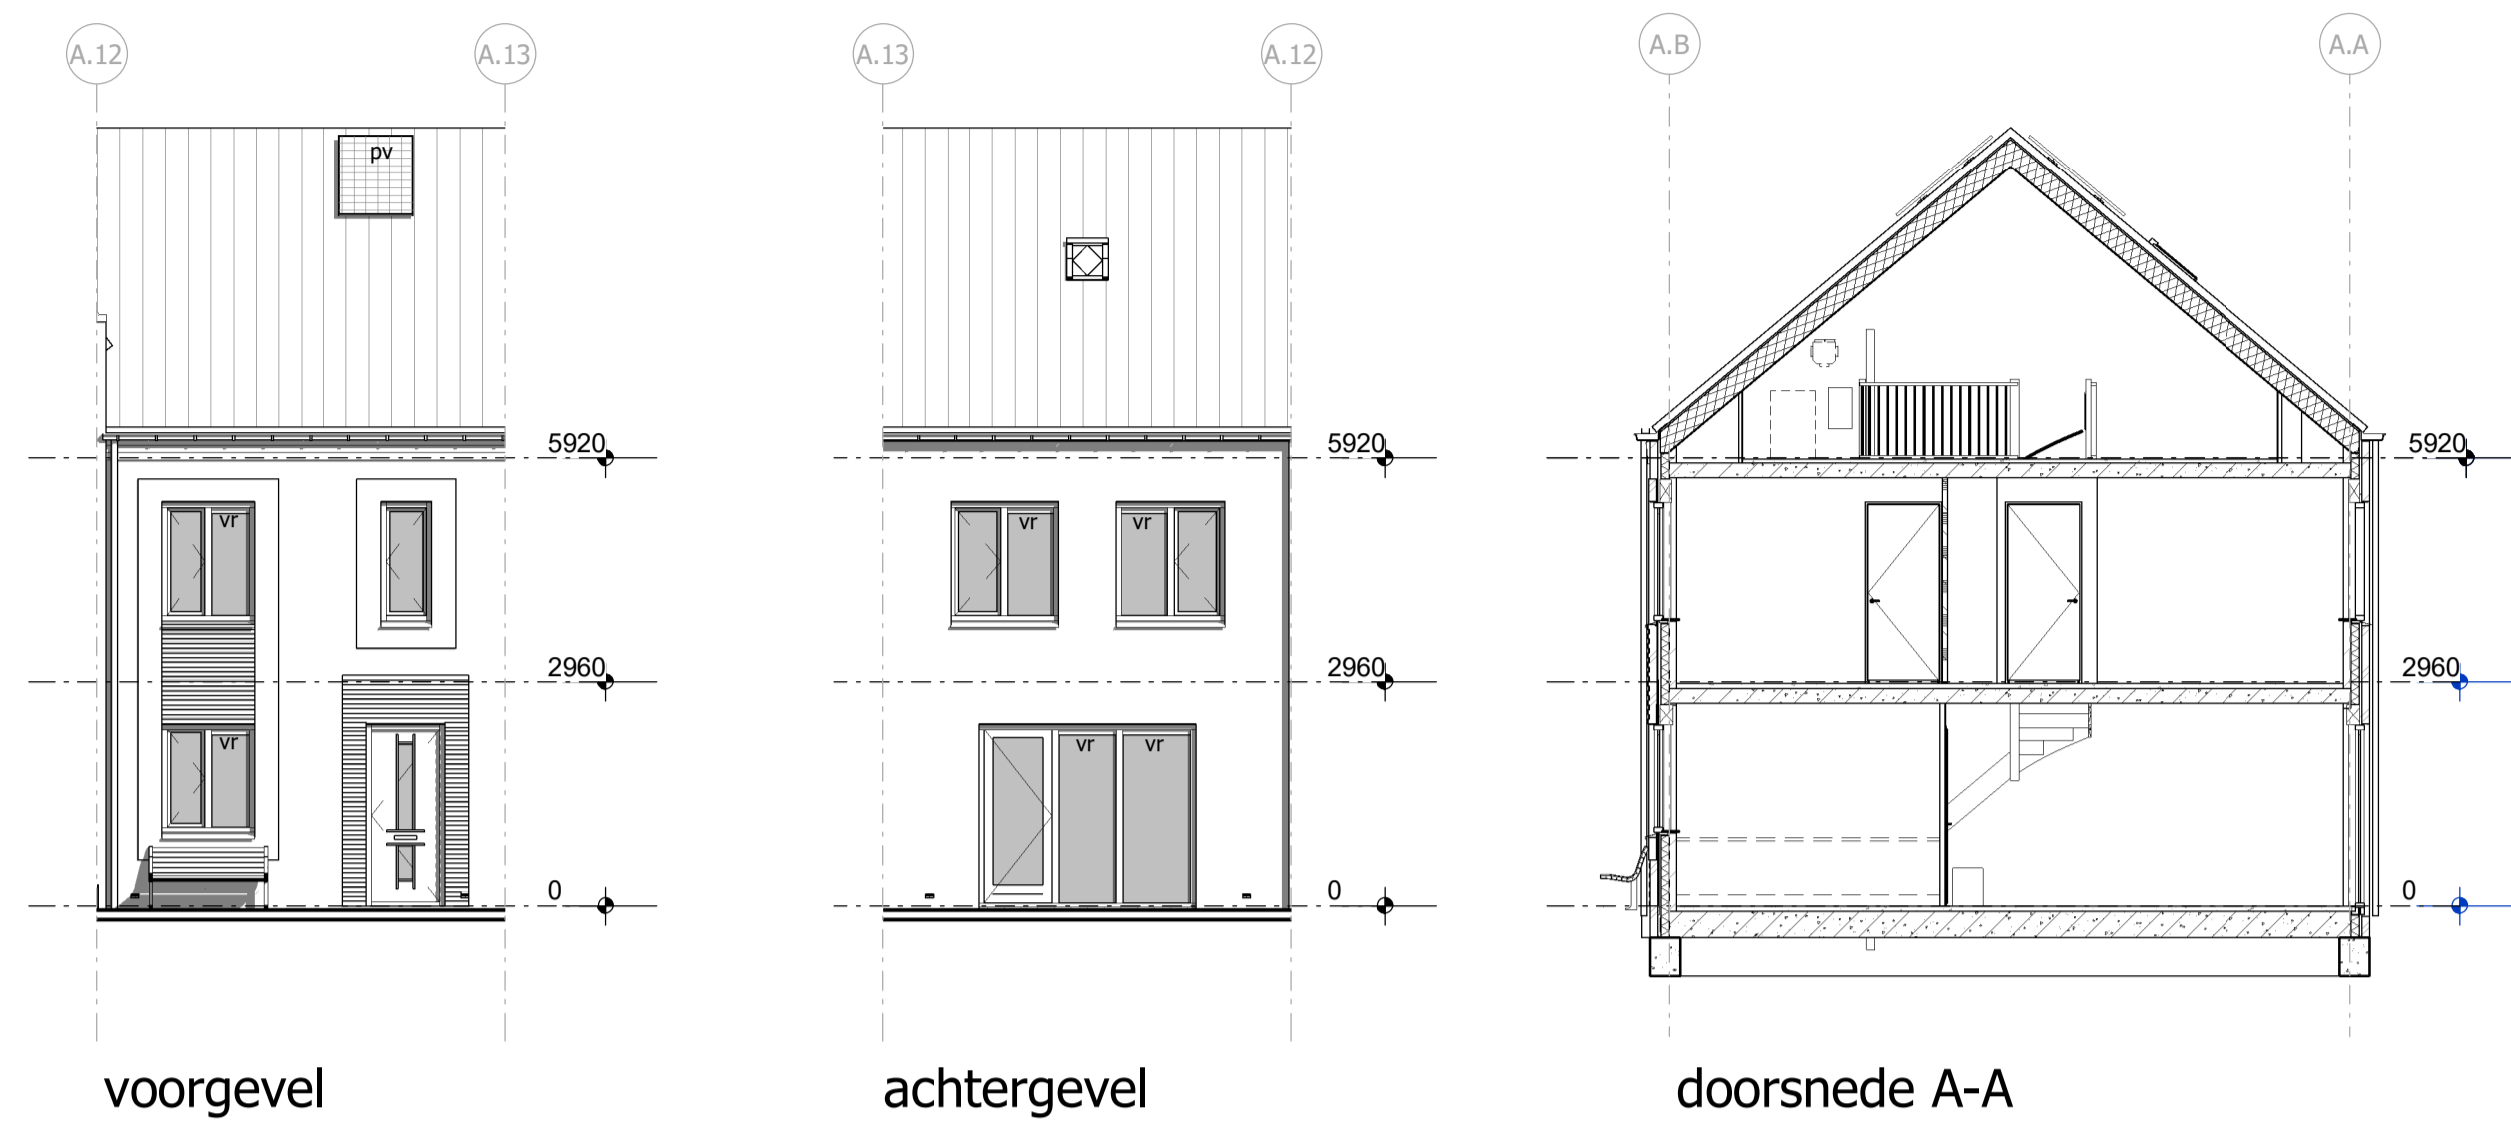 A.12 A.13 A.13 A.12 A.B A.A
pv
5920 5920 5920
vr vr vr
2960 2960 2960
vr vr vr
0 0 0
voorgevel achtergevel doorsnede A-A